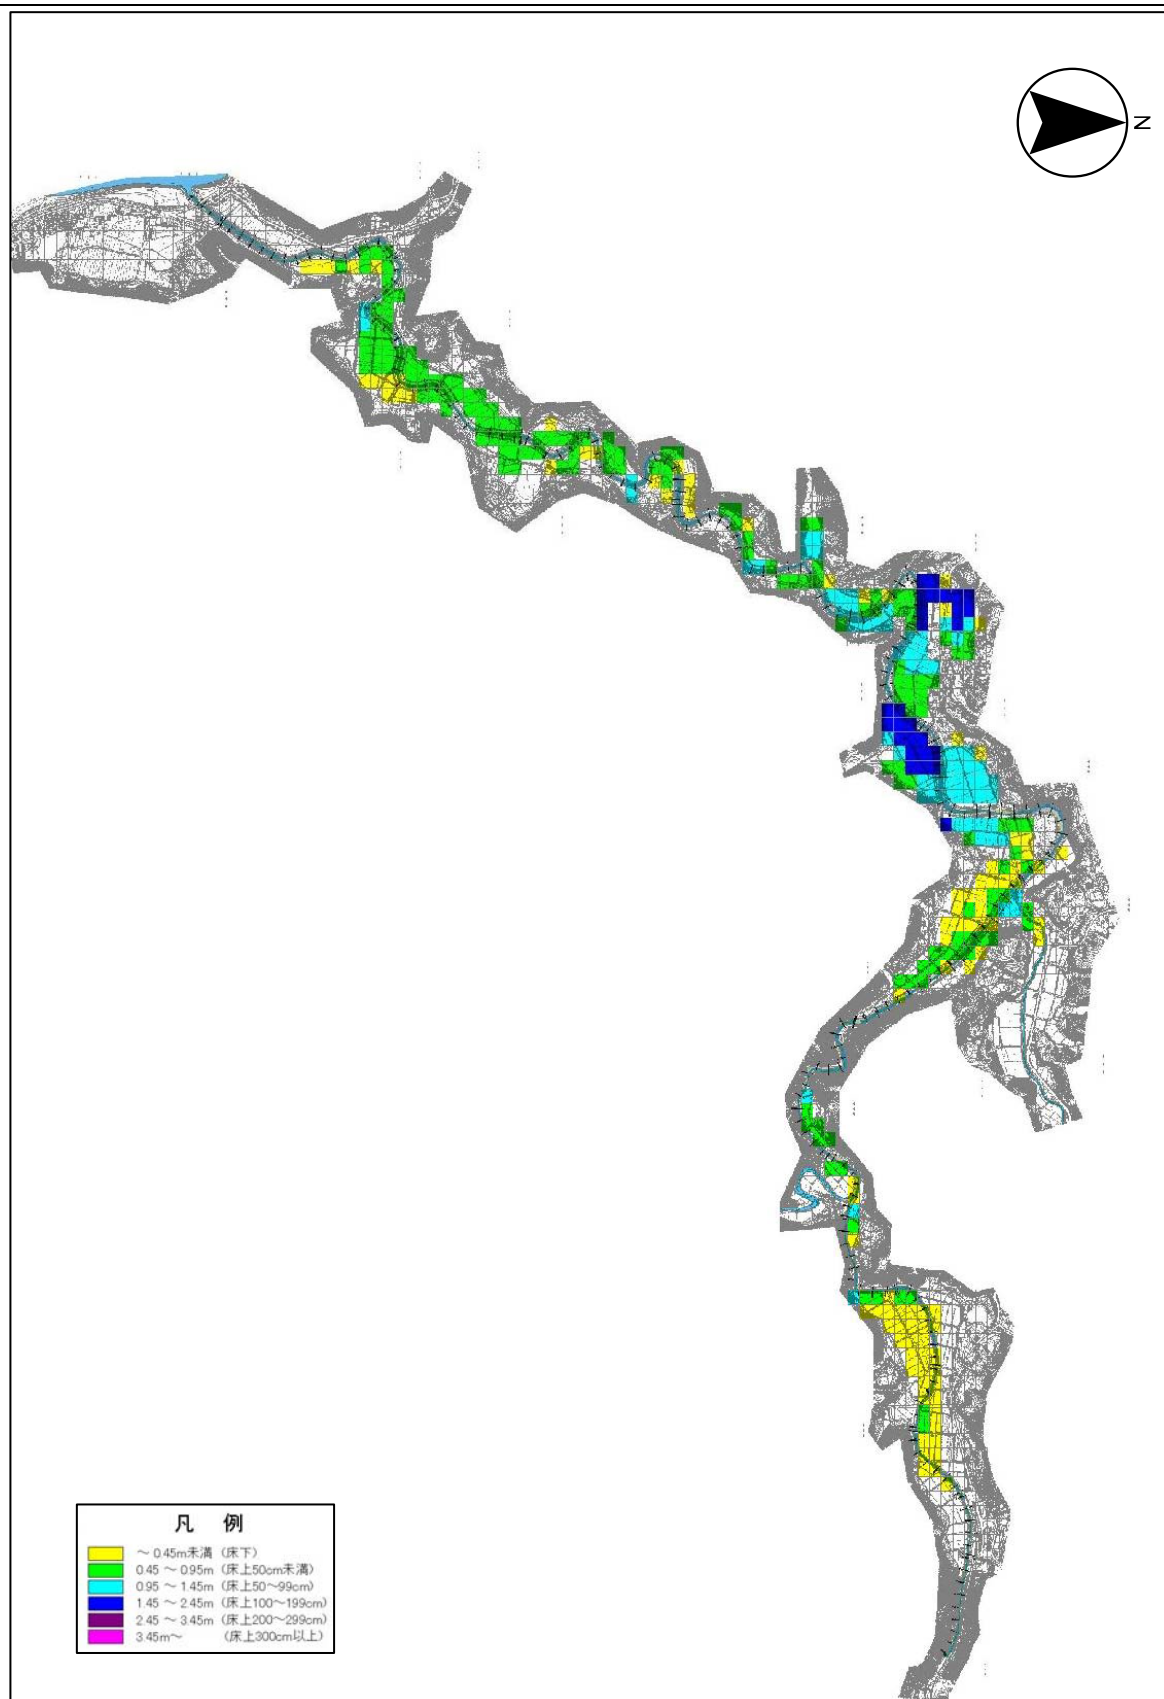 N
凡 例
～ 0.45m未満 (床下)
0.45 ～ 0.95m (床上50cm未満)
0.95 ～ 1.45m (床上50～99cm)
1.45 ～ 2.45m (床上100～199cm)
2.45 ～ 3.45m (床上200～299cm)
3.45m～ (床上300cm以上)